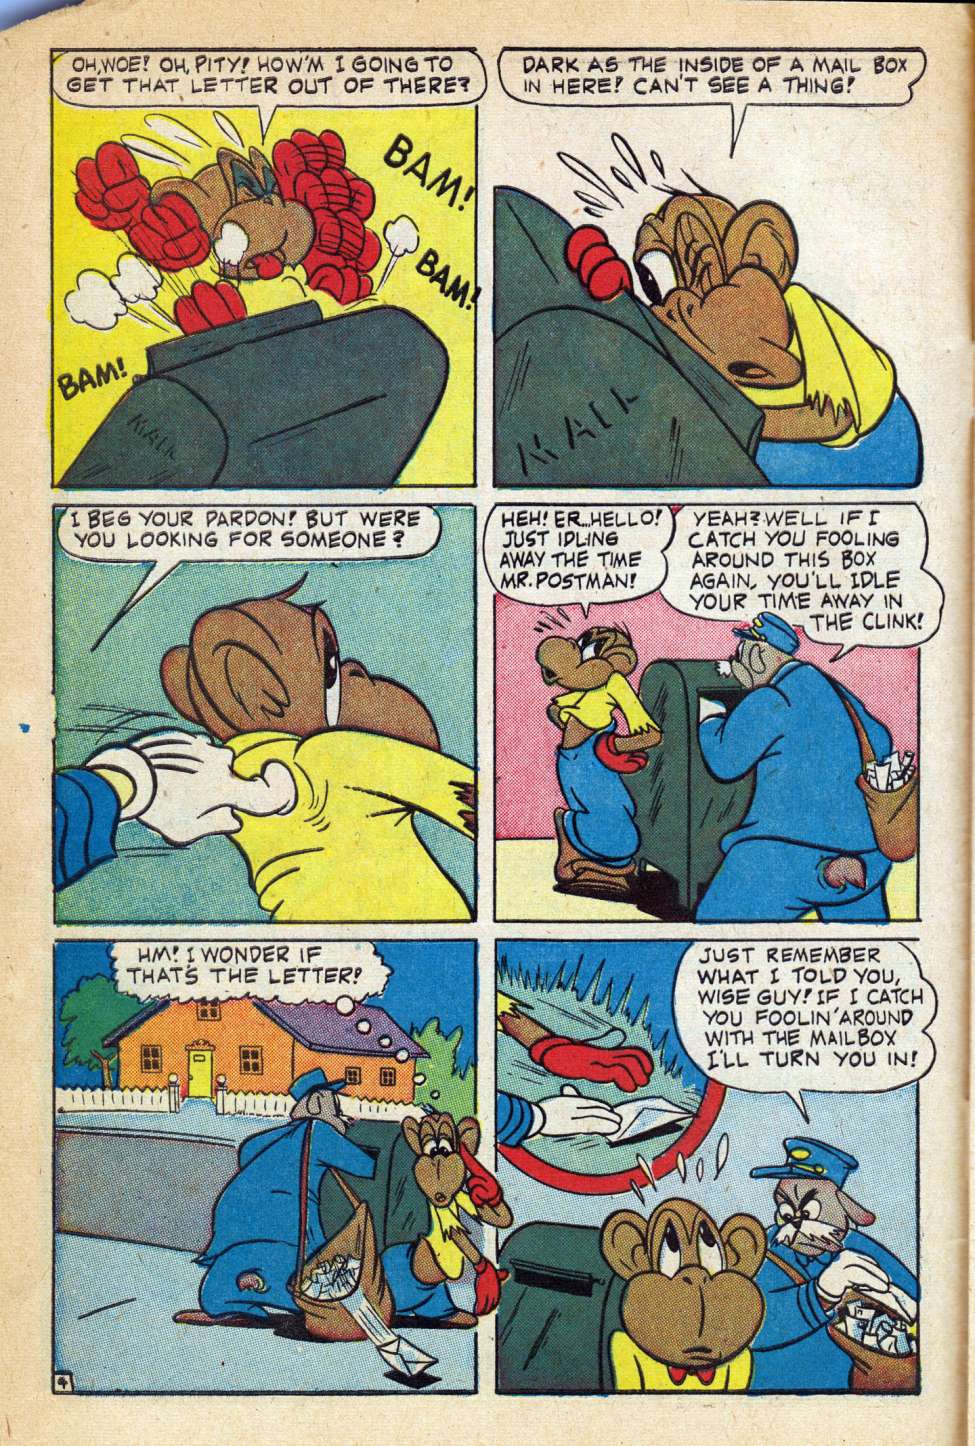 OH, WOE! OH, PITY! HOW'M I GOING TO
GET THAT LETTER OUT OF THERE?
BAM!
BAM!
BAM!
MAIL
DARK AS THE INSIDE OF A MAIL BOX
IN HERE! CAN'T SEE A THING!
MAIL
I BEG YOUR PARDON! BUT WERE
YOU LOOKING FOR SOMEONE?
HEH! ER...HELLO!
JUST IDLING
AWAY THE TIME
MR. POSTMAN!
YEAH? WELL IF I
CATCH YOU FOOLING
AROUND THIS BOX
AGAIN, YOU'LL IDLE
YOUR TIME AWAY IN
THE CLINK!
HM! I WONDER IF
THAT'S THE LETTER!
4
JUST REMEMBER
WHAT I TOLD YOU,
WISE GUY! IF I CATCH
YOU FOOLIN' AROUND
WITH THE MAILBOX
I'LL TURN YOU IN!